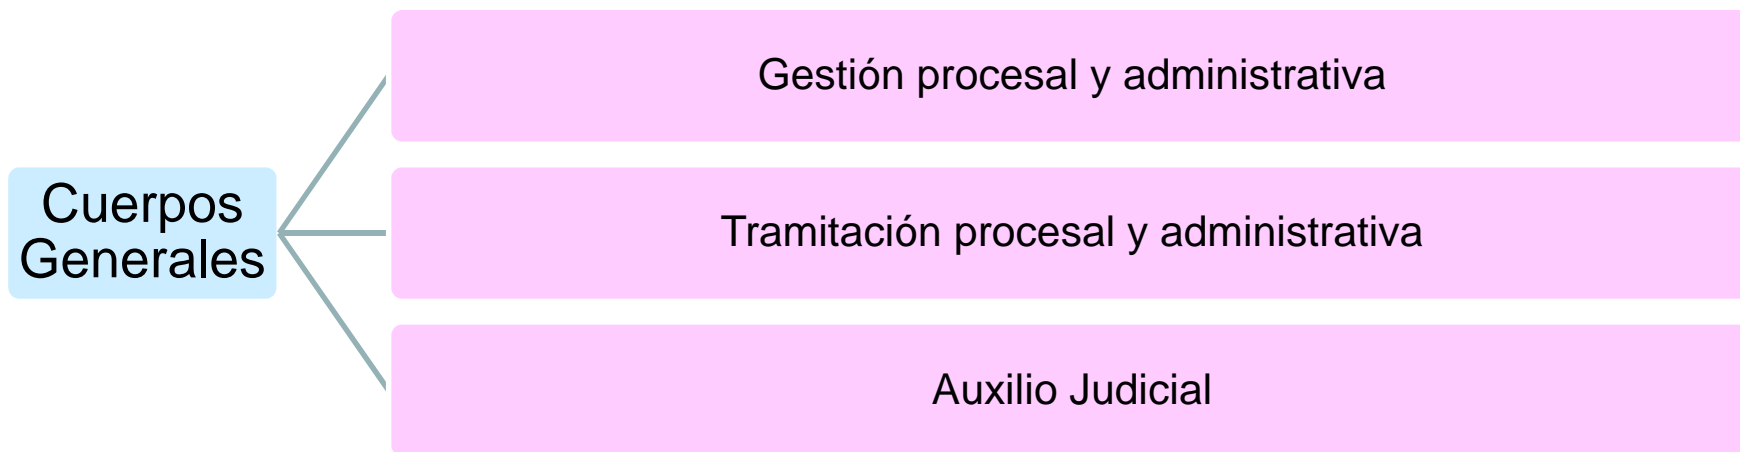 Cuerpos
Generales
Gestión procesal y administrativa
Tramitación procesal y administrativa
Auxilio Judicial